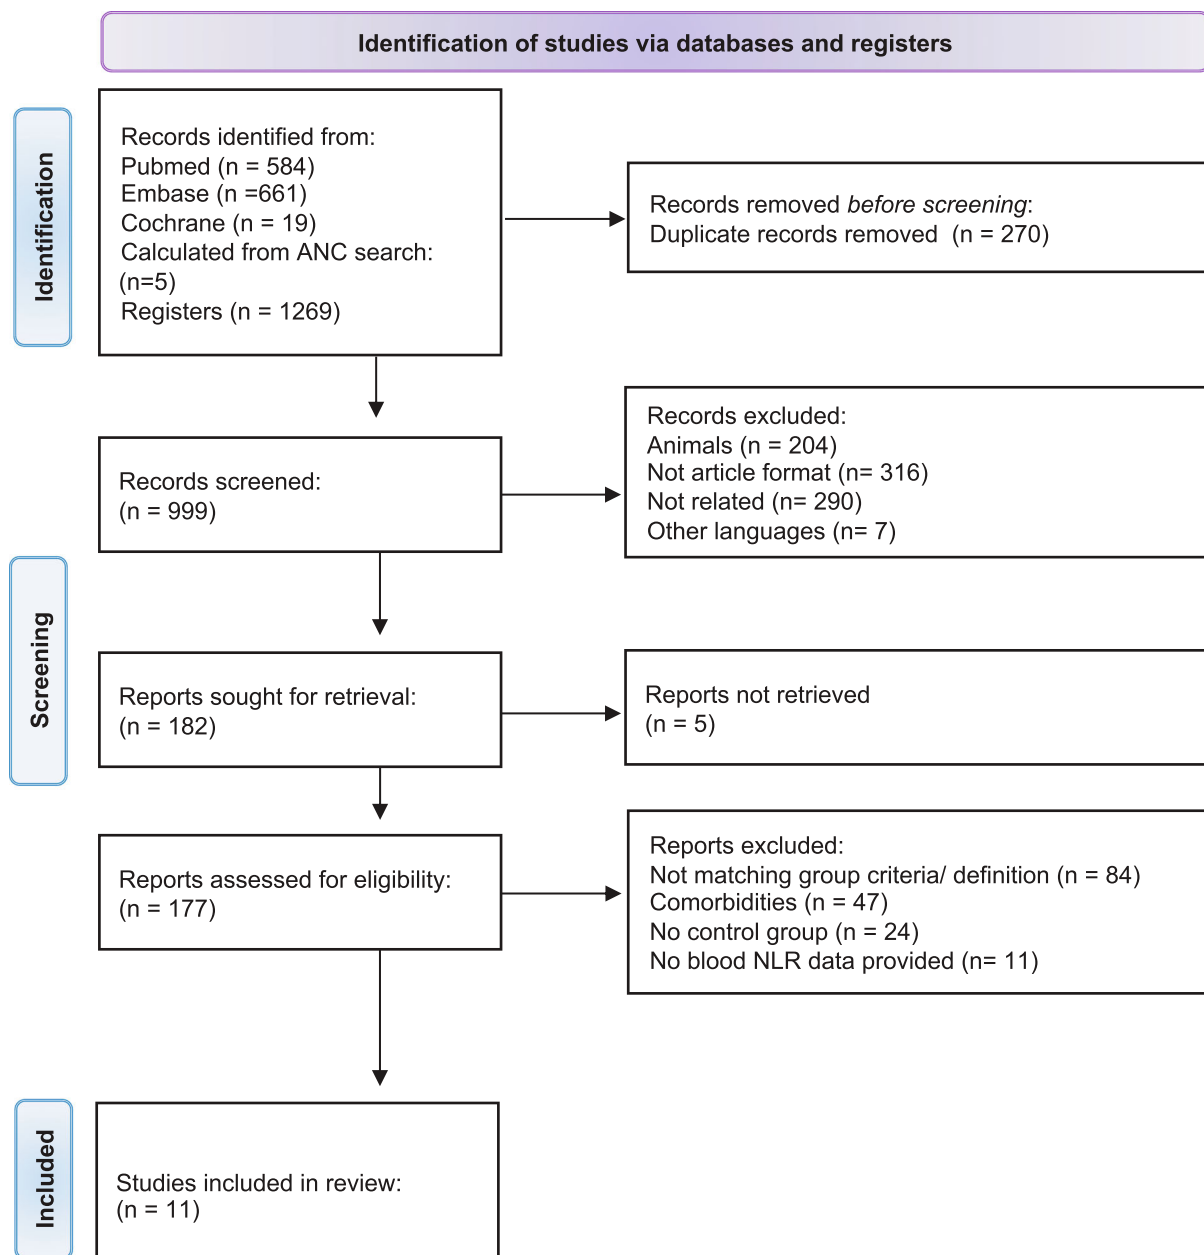 Identification of studies via databases and registers
Identification
Records identified from:
Pubmed (n = 584)
Embase (n =661)
Cochrane (n = 19)
Calculated from ANC search:
(n=5)
Registers (n = 1269)
Records removed before screening:
Duplicate records removed (n = 270)
Screening
Records screened:
(n = 999)
Records excluded:
Animals (n = 204)
Not article format (n= 316)
Not related (n= 290)
Other languages (n= 7)
Reports sought for retrieval:
(n = 182)
Reports not retrieved
(n = 5)
Reports assessed for eligibility:
(n = 177)
Reports excluded:
Not matching group criteria/ definition (n = 84)
Comorbidities (n = 47)
No control group (n = 24)
No blood NLR data provided (n= 11)
Included
Studies included in review:
(n = 11)